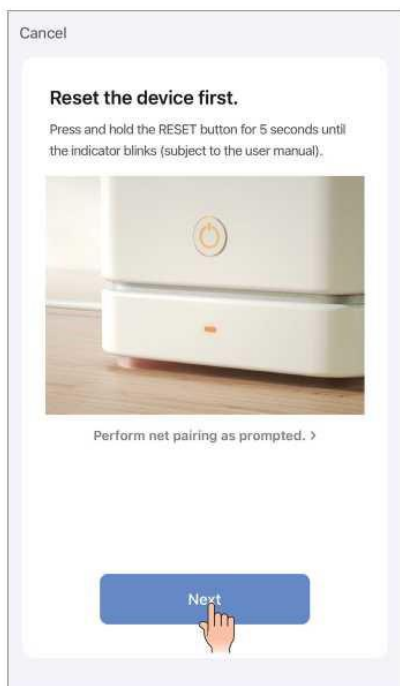 Cancel
Reset the device first.
Press and hold the RESET button for 5 seconds until
the indicator blinks (subject to the user manual).
Perform net pairing as prompted. >
Next